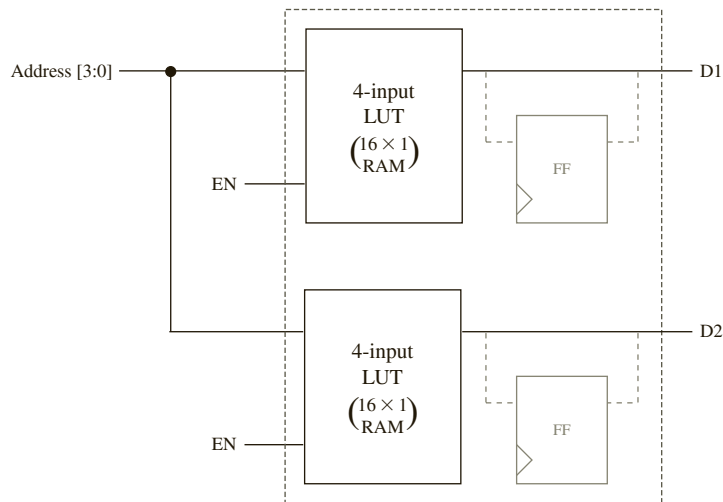 Address [3:0]
4-input
LUT
(16 × 1
RAM)
EN
FF
D1
4-input
LUT
(16 × 1
RAM)
EN
FF
D2